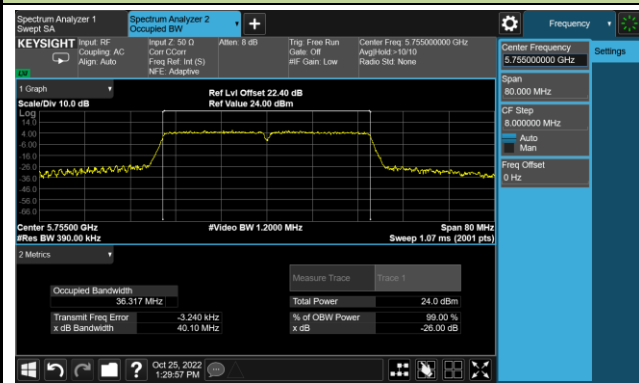 Spectrum Analyzer 1
Swept SA
Spectrum Analyzer 2
Occupied BW
Frequency
KEYSIGHT
Input: RF
Coupling: AC
Align: Auto
Input Z: 50 Ω
Corr CCorr
Freq Ref: Int (S)
NFE: Adaptive
Atten: 8 dB
Trig: Free Run
Gate: Off
#IF Gain: Low
Center Freq: 5.755000000 GHz
Avg|Hold:>10/10
Radio Std: None
Center Frequency
5.755000000 GHz
Settings
Span
80.000 MHz
CF Step
8.000000 MHz
Auto
Man
Freq Offset
0 Hz
1 Graph
Scale/Div 10.0 dB
Ref Lvl Offset 22.40 dB
Ref Value 24.00 dBm
Log
14.0
4.00
-6.00
-16.0
-26.0
-36.0
-46.0
-56.0
-66.0
Center 5.75500 GHz
#Res BW 390.00 kHz
#Video BW 1.2000 MHz
Span 80 MHz
Sweep 1.07 ms (2001 pts)
2 Metrics
Measure Trace
Trace 1
Occupied Bandwidth
36.317 MHz
Total Power
24.0 dBm
Transmit Freq Error
-3.240 kHz
% of OBW Power
99.00 %
x dB Bandwidth
40.10 MHz
x dB
-26.00 dB
Oct 25, 2022
1:29:57 PM